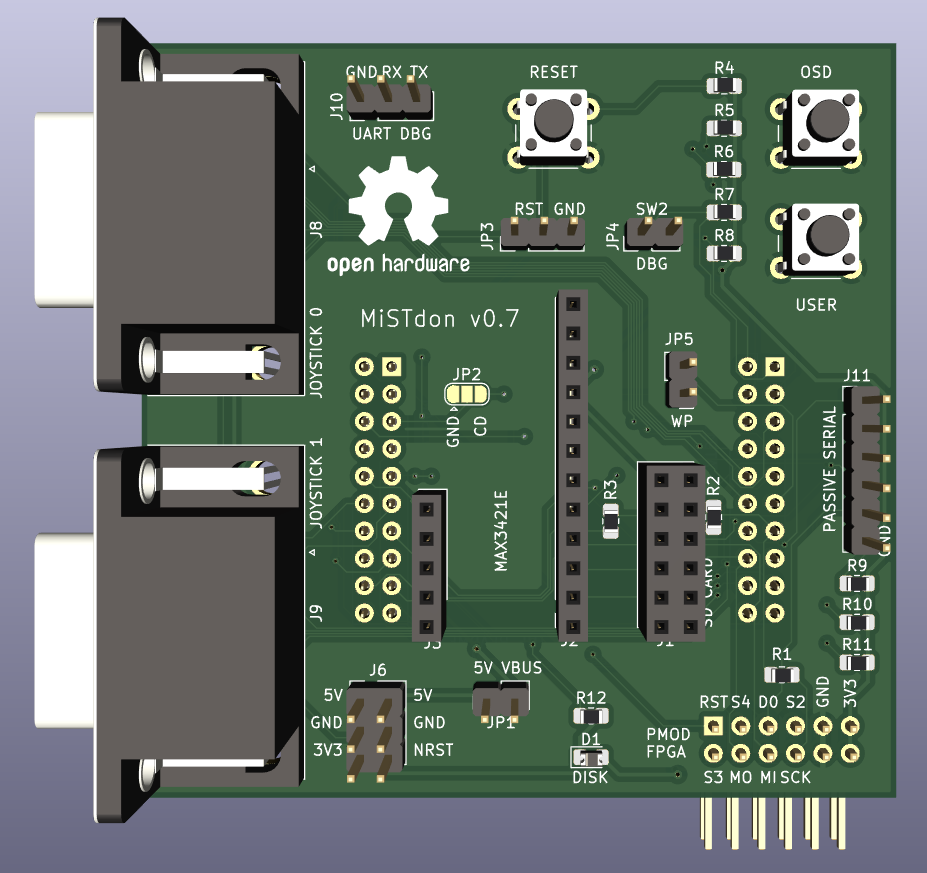 GND RX TX
J10
UART DBG
RESET
R4
OSD
R5
R6
R7
R8
J8
open hardware
RST GND
JP3
SW2
JP4
DBG
USER
MiSTdon v0.7
JOYSTICK 0
JP2
GND
CD
JP5
WP
J11
PASSIVE SERIAL
GND
JOYSTICK 1
MAX3421E
R3
R2
SD CARD
J9
J3
J2
J1
R9
R10
R11
R1
J6
5V 5V
GND GND
3V3 NRST
5V VBUS
JP1
R12
D1
DISK
PMOD
FPGA
RST S4 D0 S2 GND 3V3
S3 MO MI SCK